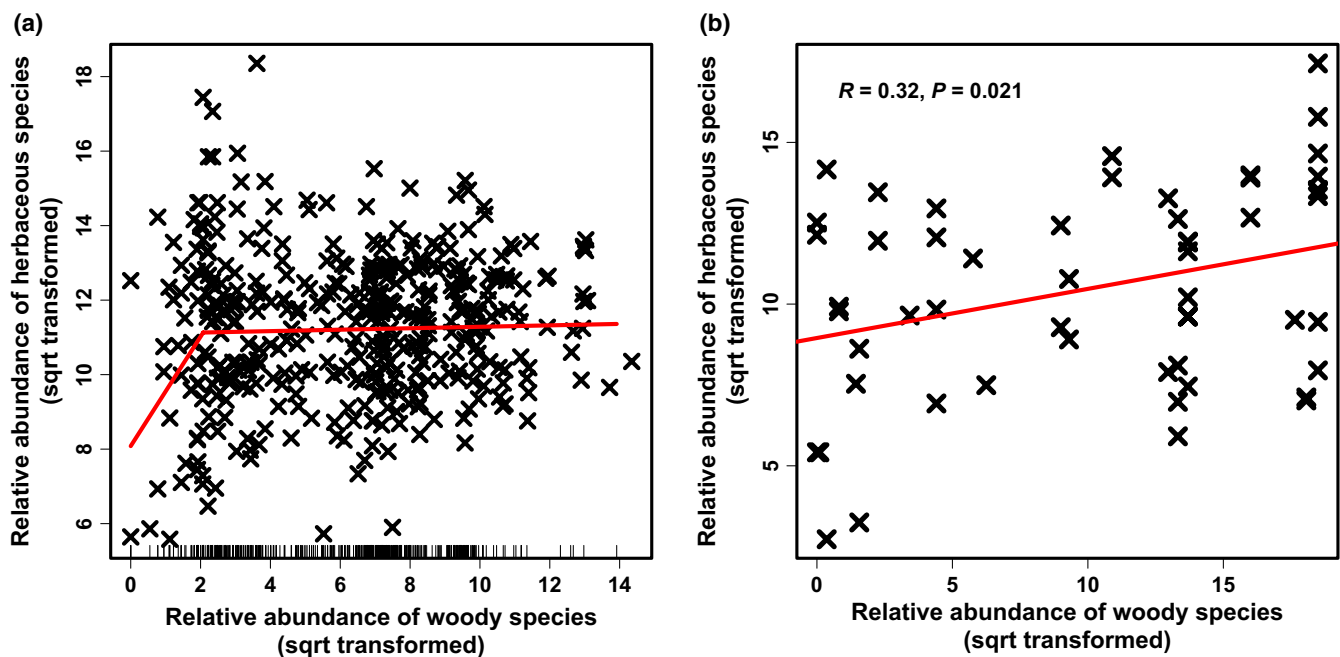 (a)
Relative abundance of herbaceous species
(sqrt transformed)
18
16
14
12
10
8
6
0 2 4 6 8 10 12 14
Relative abundance of woody species
(sqrt transformed)
(b)
Relative abundance of herbaceous species
(sqrt transformed)
R = 0.32, P = 0.021
15
10
5
0 5 10 15
Relative abundance of woody species
(sqrt transformed)